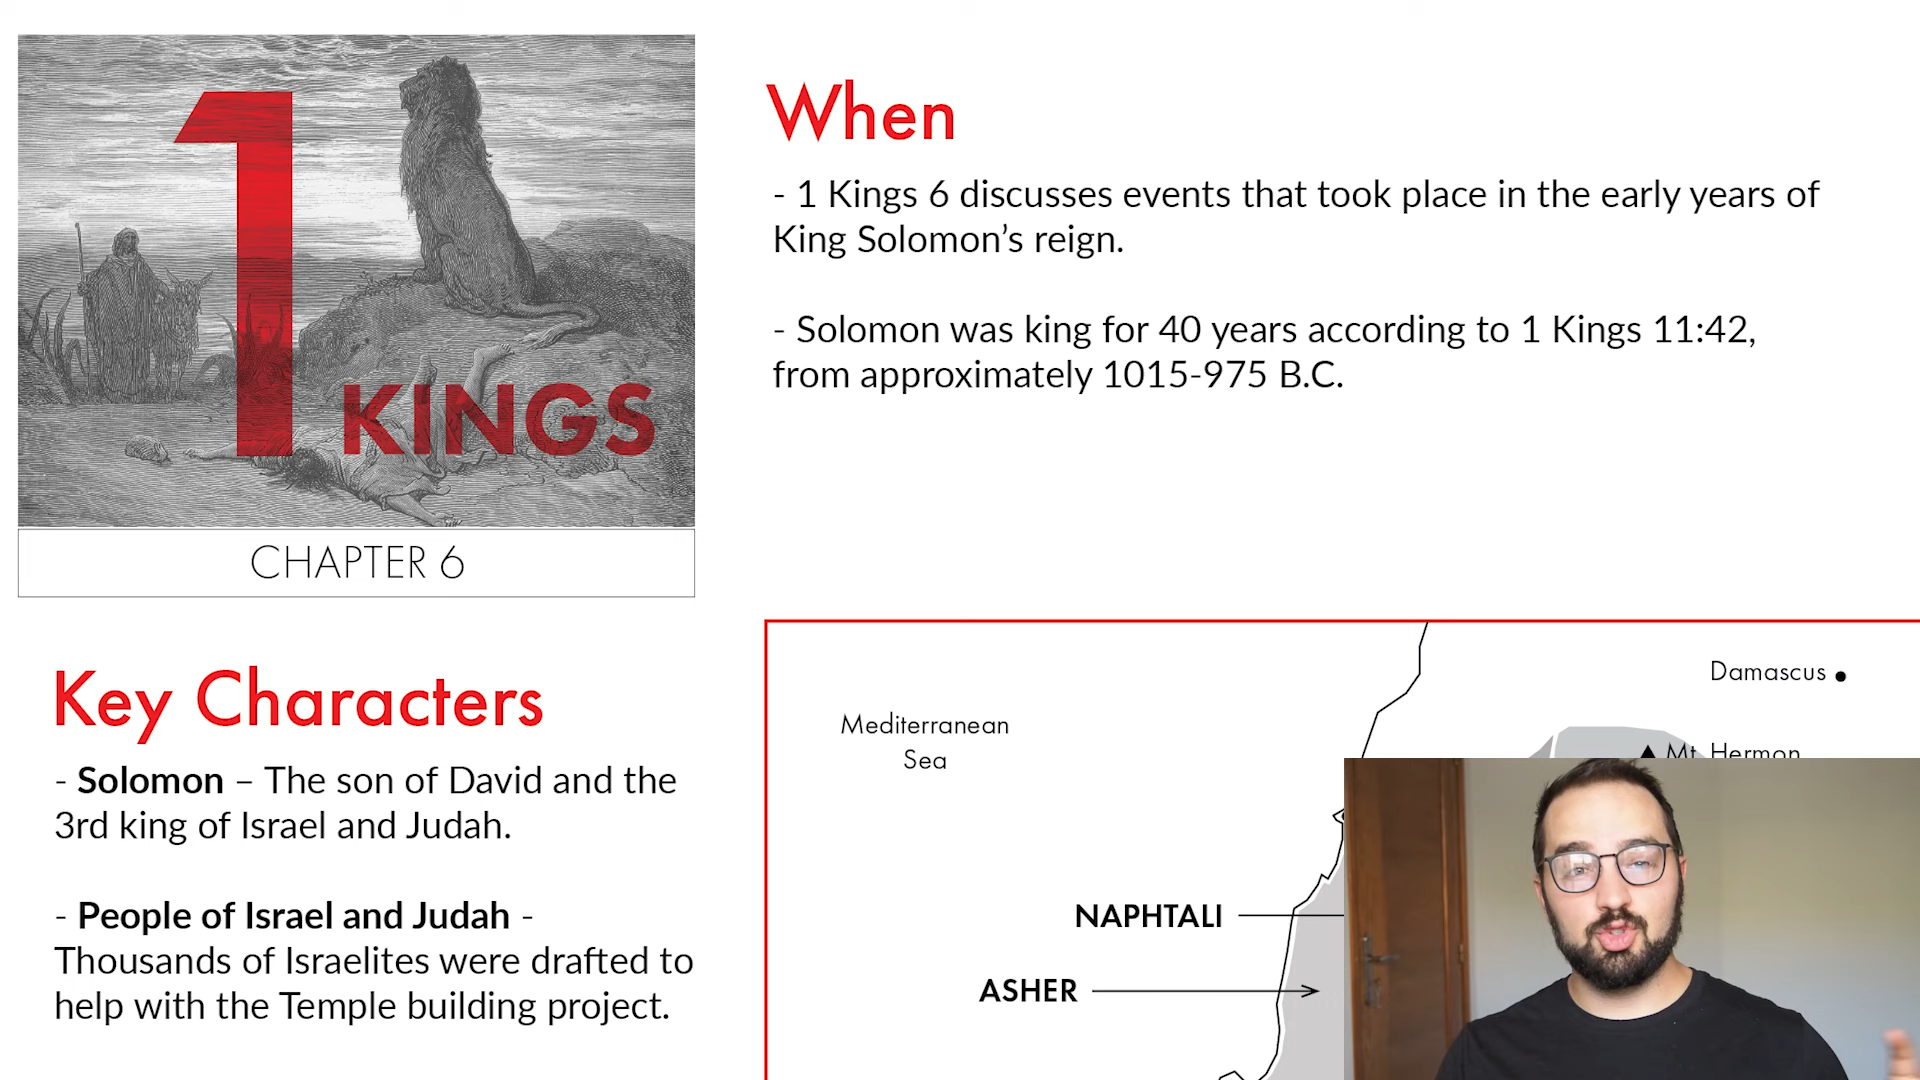 1
KINGS
CHAPTER 6
When
- 1 Kings 6 discusses events that took place in the early years of
King Solomon’s reign.
- Solomon was king for 40 years according to 1 Kings 11:42,
from approximately 1015-975 B.C.
Key Characters
- Solomon – The son of David and the
3rd king of Israel and Judah.
- People of Israel and Judah -
Thousands of Israelites were drafted to
help with the Temple building project.
Damascus
Mediterranean
Sea
Mt. Hermon
NAPHTALI
ASHER